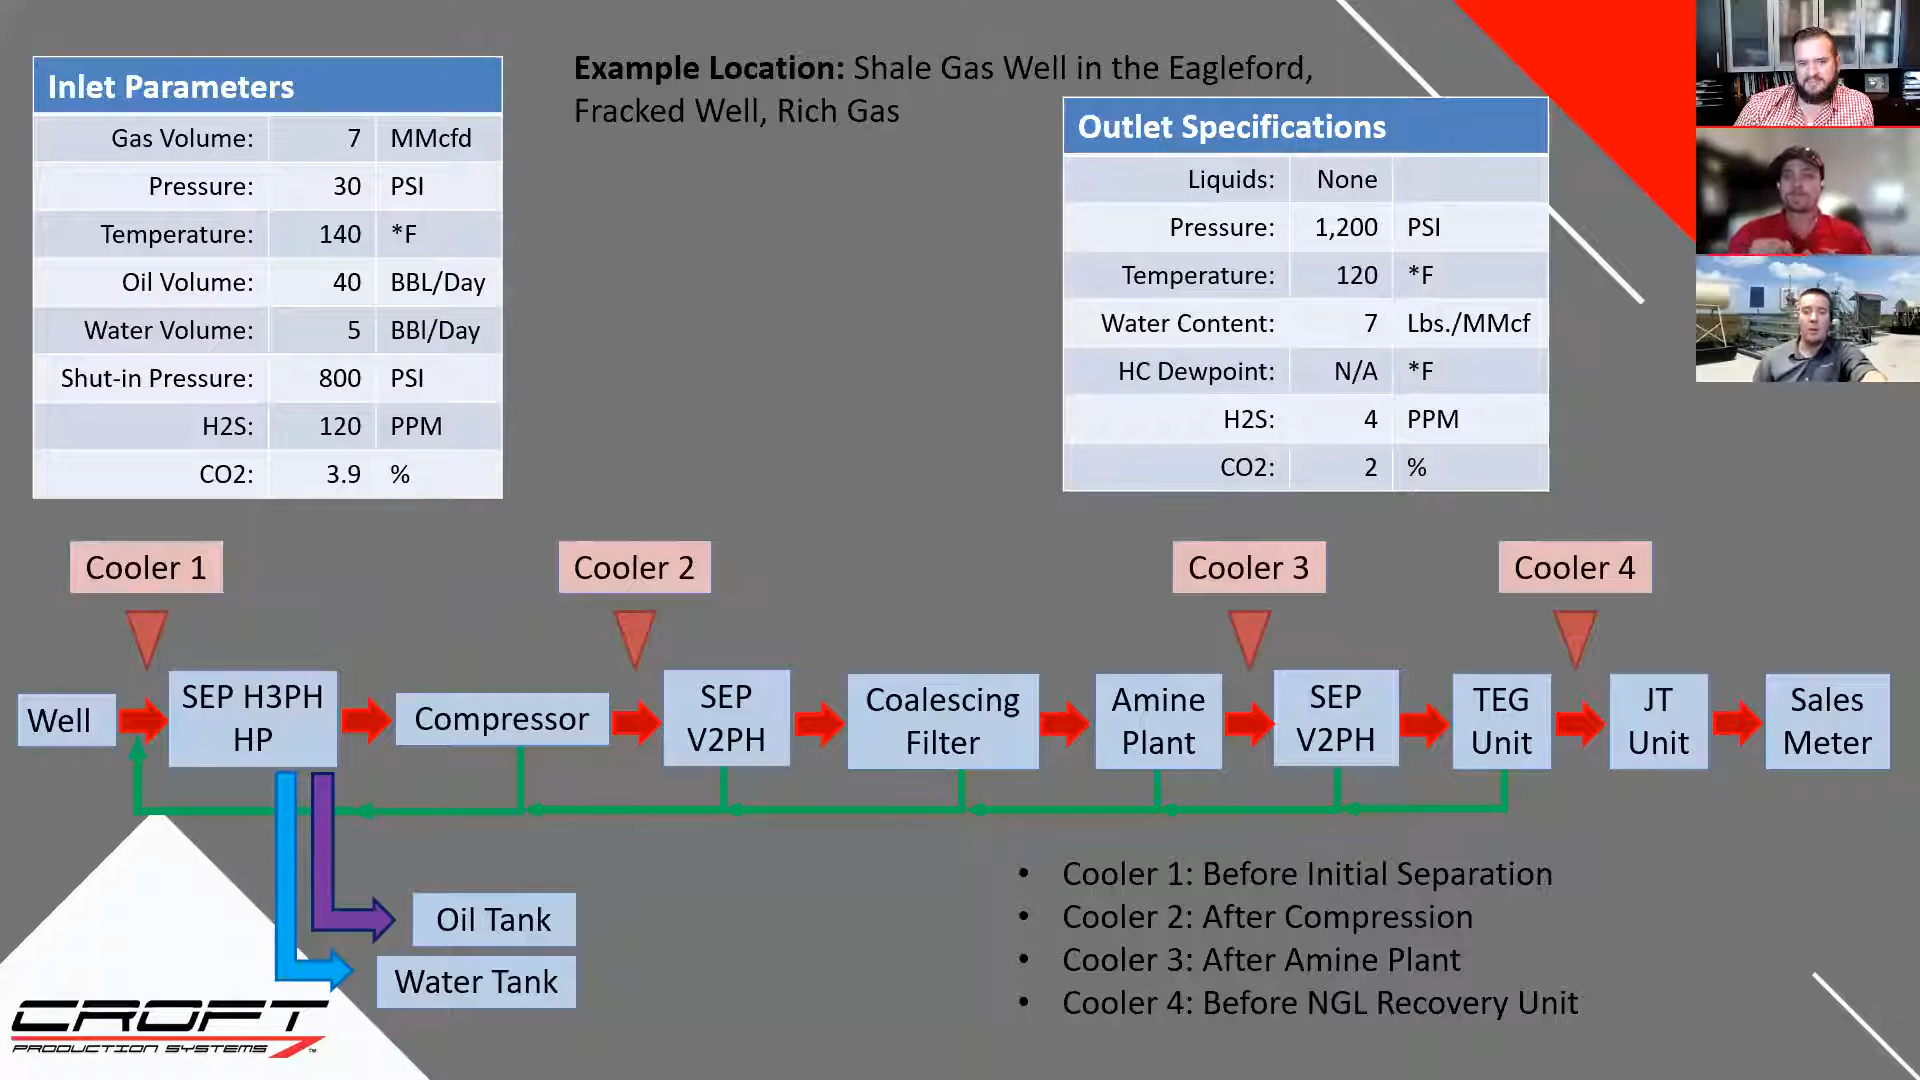 Example Location: Shale Gas Well in the Eagleford,
Fracked Well, Rich Gas
Inlet Parameters
Gas Volume: 7 MMcfd
Pressure: 30 PSI
Temperature: 140 *F
Oil Volume: 40 BBL/Day
Water Volume: 5 BBl/Day
Shut-in Pressure: 800 PSI
H2S: 120 PPM
CO2: 3.9 %
Outlet Specifications
Liquids: None
Pressure: 1,200 PSI
Temperature: 120 *F
Water Content: 7 Lbs./MMcf
HC Dewpoint: N/A *F
H2S: 4 PPM
CO2: 2 %
Cooler 1
Cooler 2
Cooler 3
Cooler 4
Well
SEP H3PH
HP
Compressor
SEP
V2PH
Coalescing
Filter
Amine
Plant
SEP
V2PH
TEG
Unit
JT
Unit
Sales
Meter
Oil Tank
Water Tank
• Cooler 1: Before Initial Separation
• Cooler 2: After Compression
• Cooler 3: After Amine Plant
• Cooler 4: Before NGL Recovery Unit
CROFT
PRODUCTION SYSTEMS™